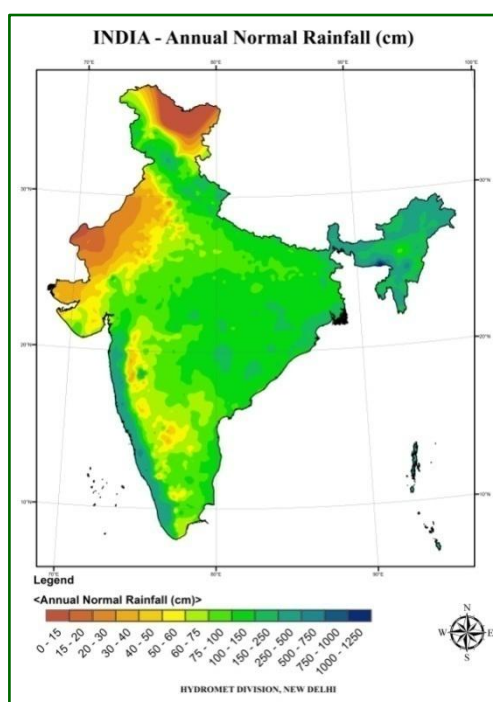 INDIA - Annual Normal Rainfall (cm)
70°E 80°E 90°E 100°E
30°N 30°N
20°N 20°N
10°N 10°N
70°E 80°E 90°E
Legend
<Annual Normal Rainfall (cm)>
0 - 15 15 - 20 20 - 30 30 - 40 40 - 50 50 - 60 60 - 75 75 - 100 100 - 150 150 - 250 250 - 500 500 - 750 750 - 1000 1000 - 1250
N
W E
S
HYDROMET DIVISION, NEW DELHI